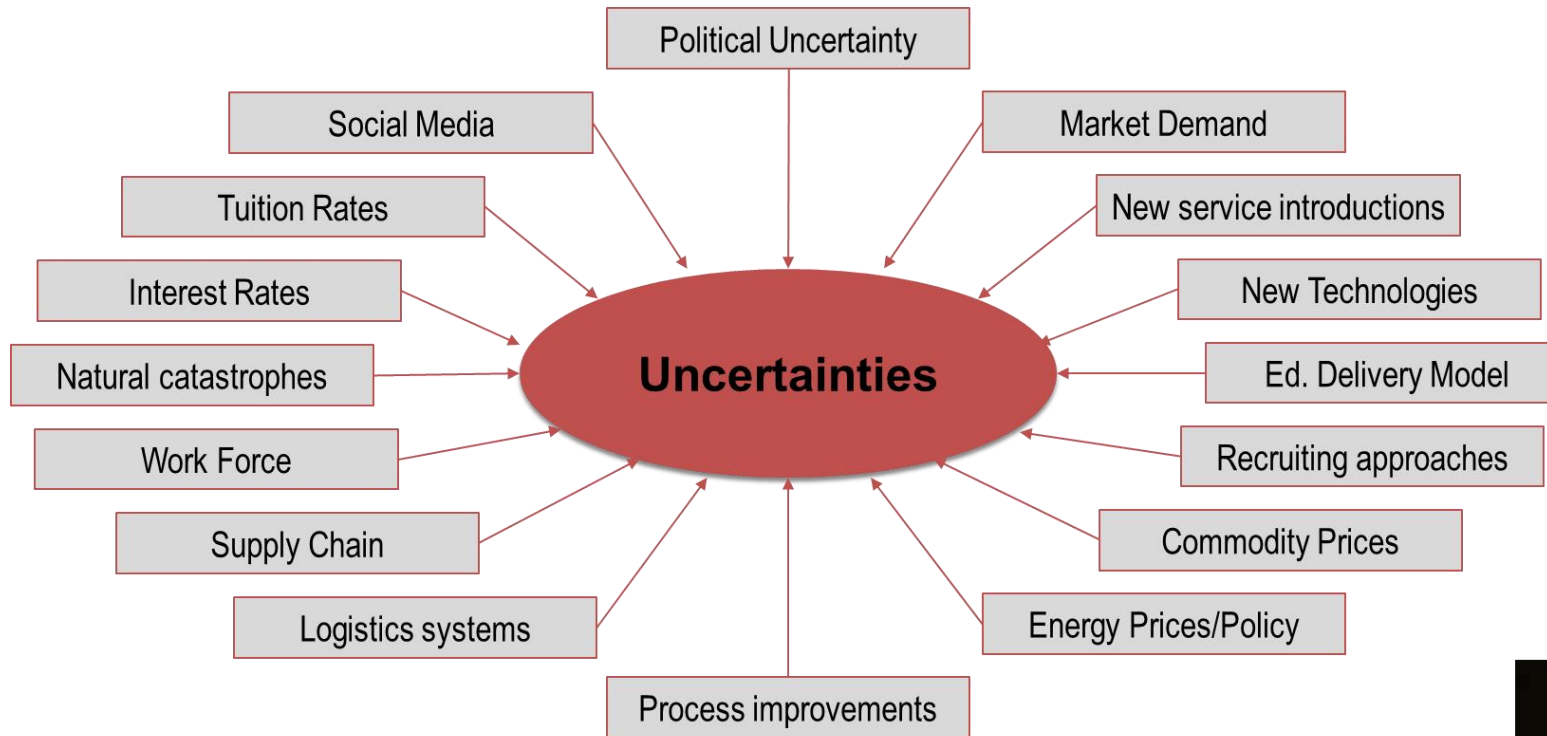 Political Uncertainty
Social Media
Market Demand
Tuition Rates
New service introductions
Interest Rates
New Technologies
Natural catastrophes
Uncertainties
Ed. Delivery Model
Work Force
Recruiting approaches
Supply Chain
Commodity Prices
Logistics systems
Energy Prices/Policy
Process improvements